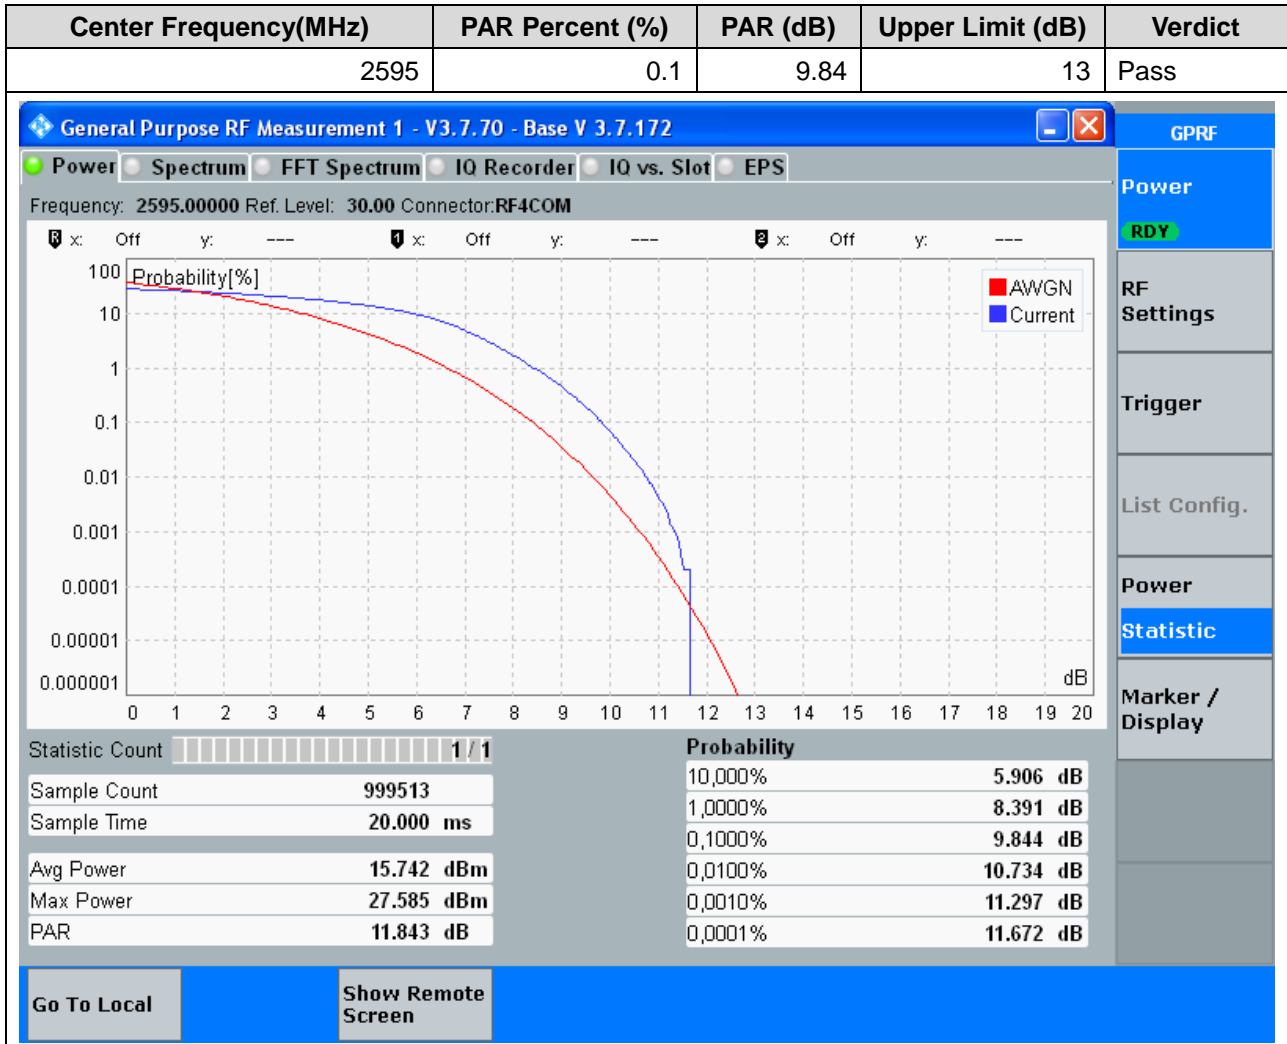 Center Frequency(MHz) PAR Percent (%) PAR (dB) Upper Limit (dB) Verdict
2595 0.1 9.84 13 Pass
General Purpose RF Measurement 1 - V3.7.70 - Base V 3.7.172
GPRF
Power Spectrum FFT Spectrum IQ Recorder IQ vs. Slot EPS
Power
RDY
Frequency: 2595.00000 Ref. Level: 30.00 Connector:RF4COM
R x: Off y: --- 1 x: Off y: --- 2 x: Off y: ---
Probability[%]
AWGN
Current
100
10
1
0.1
0.01
0.001
0.0001
0.00001
0.000001
dB
0 1 2 3 4 5 6 7 8 9 10 11 12 13 14 15 16 17 18 19 20
RF
Settings
Trigger
List Config.
Power
Statistic
Marker /
Display
Statistic Count 1 / 1
Sample Count 999513
Sample Time 20.000 ms
Avg Power 15.742 dBm
Max Power 27.585 dBm
PAR 11.843 dB
Probability
10,000% 5.906 dB
1,0000% 8.391 dB
0,1000% 9.844 dB
0,0100% 10.734 dB
0,0010% 11.297 dB
0,0001% 11.672 dB
Go To Local
Show Remote
Screen